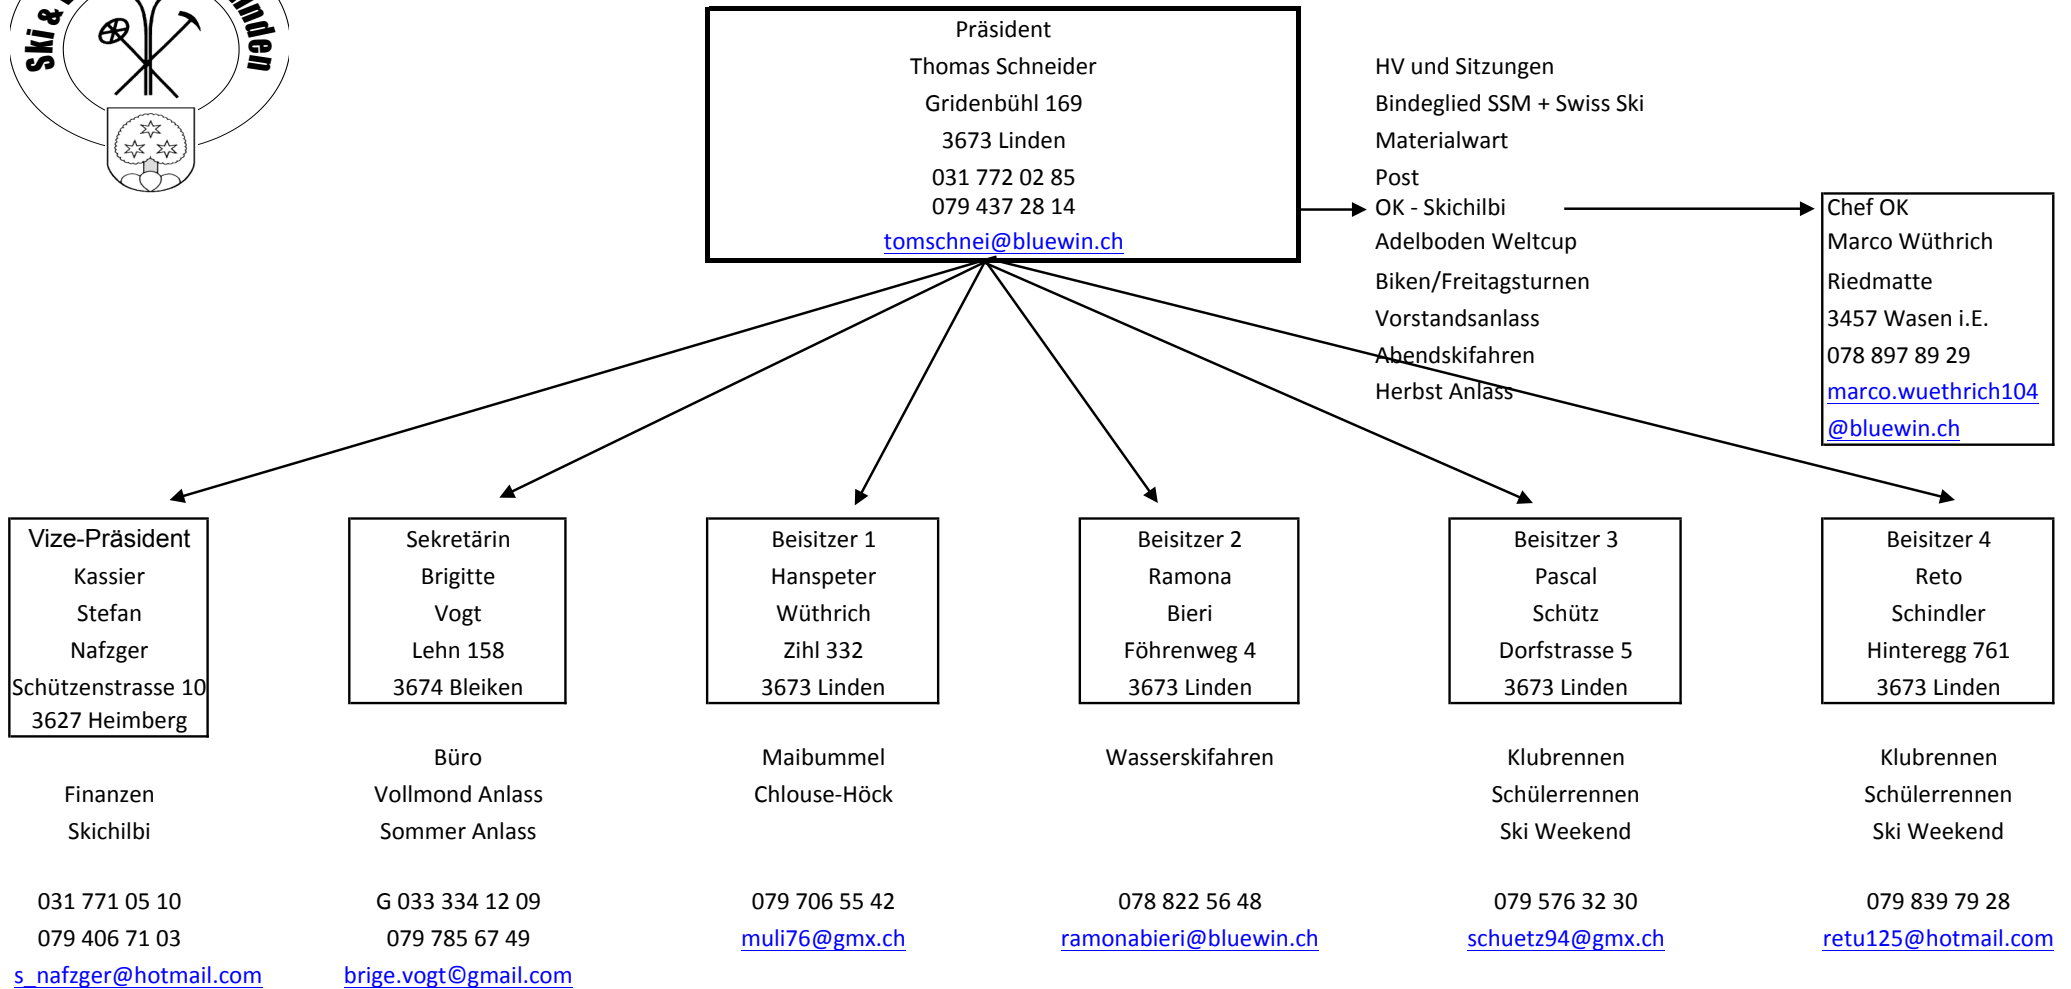 Ski &
nden
Präsident
Thomas Schneider
Gridenbühl 169
3673 Linden
031 772 02 85
079 437 28 14
tomschnei@bluewin.ch
HV und Sitzungen
Bindeglied SSM + Swiss Ski
Materialwart
Post
OK - Skichilbi
Adelboden Weltcup
Biken/Freitagsturnen
Vorstandsanlass
Abendskifahren
Herbst Anlass
Chef OK
Marco Wüthrich
Riedmatte
3457 Wasen i.E.
078 897 89 29
marco.wuethrich104
@bluewin.ch
Vize-Präsident
Kassier
Stefan
Nafzger
Schützenstrasse 10
3627 Heimberg
Finanzen
Skichilbi
031 771 05 10
079 406 71 03
s_nafzger@hotmail.com
Sekretärin
Brigitte
Vogt
Lehn 158
3674 Bleiken
Büro
Vollmond Anlass
Sommer Anlass
G 033 334 12 09
079 785 67 49
brige.vogt©gmail.com
Beisitzer 1
Hanspeter
Wüthrich
Zihl 332
3673 Linden
Maibummel
Chlouse-Höck
079 706 55 42
muli76@gmx.ch
Beisitzer 2
Ramona
Bieri
Föhrenweg 4
3673 Linden
Wasserskifahren
078 822 56 48
ramonabieri@bluewin.ch
Beisitzer 3
Pascal
Schütz
Dorfstrasse 5
3673 Linden
Klubrennen
Schülerrennen
Ski Weekend
079 576 32 30
schuetz94@gmx.ch
Beisitzer 4
Reto
Schindler
Hinteregg 761
3673 Linden
Klubrennen
Schülerrennen
Ski Weekend
079 839 79 28
retu125@hotmail.com